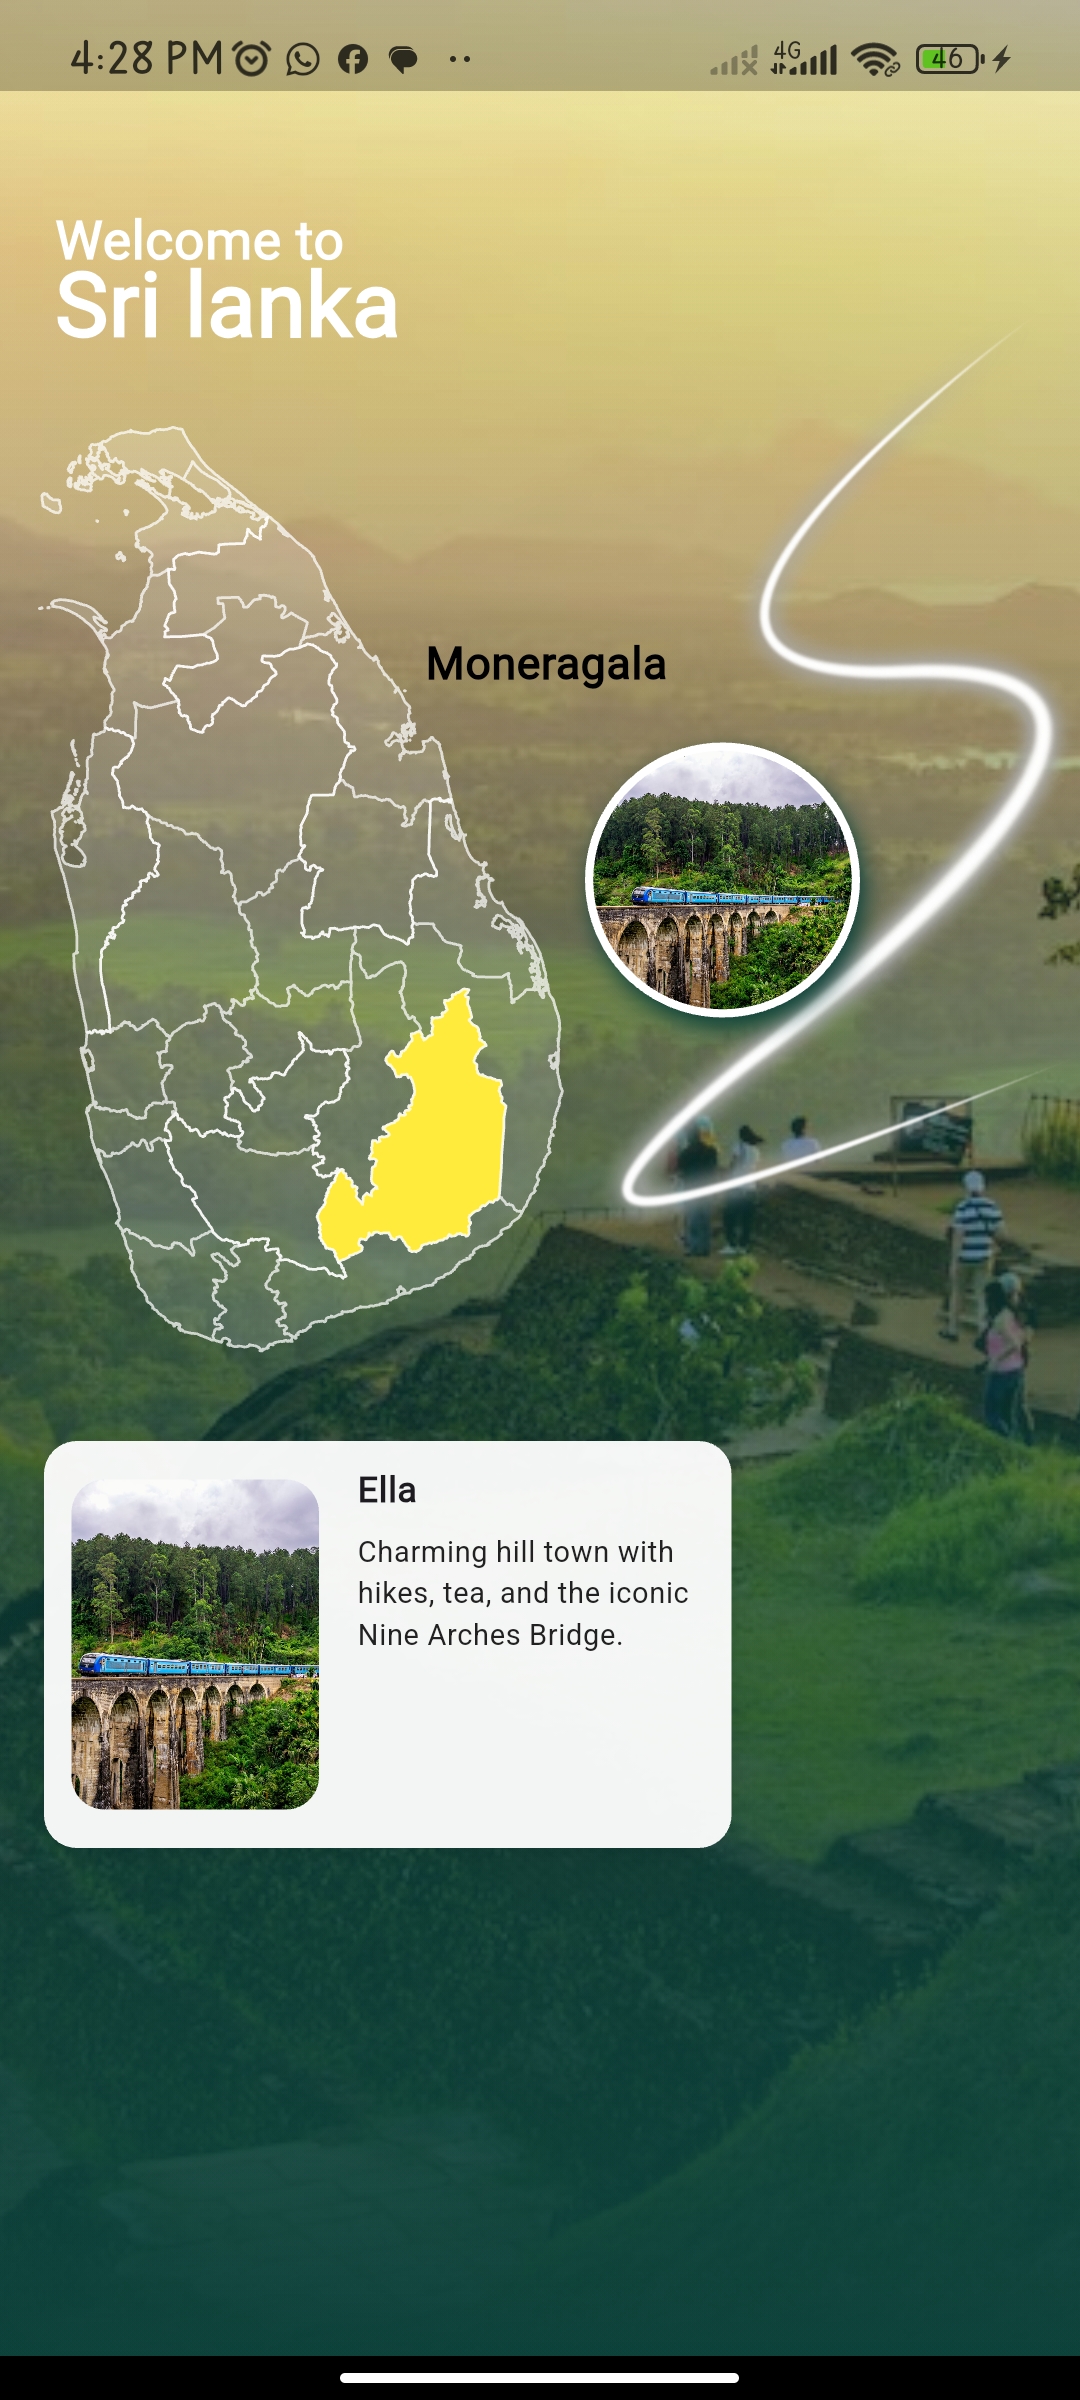 4:28 PM
4G
46
Welcome to
Sri lanka
Moneragala
Ella
Charming hill town with
hikes, tea, and the iconic
Nine Arches Bridge.